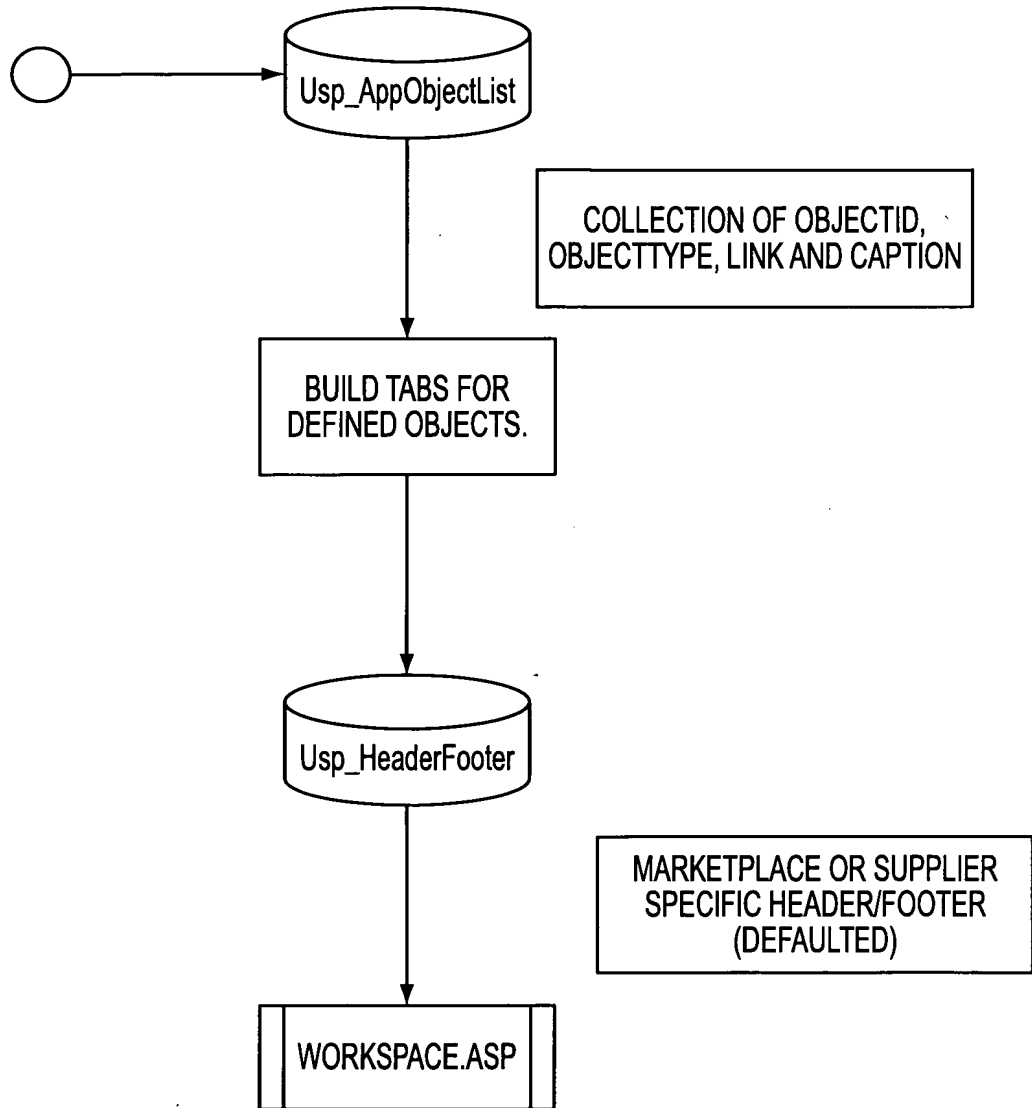 Usp_AppObjectList
COLLECTION OF OBJECTID,
OBJECTTYPE, LINK AND CAPTION
BUILD TABS FOR
DEFINED OBJECTS.
Usp_HeaderFooter
MARKETPLACE OR SUPPLIER
SPECIFIC HEADER/FOOTER
(DEFAULTED)
WORKSPACE.ASP